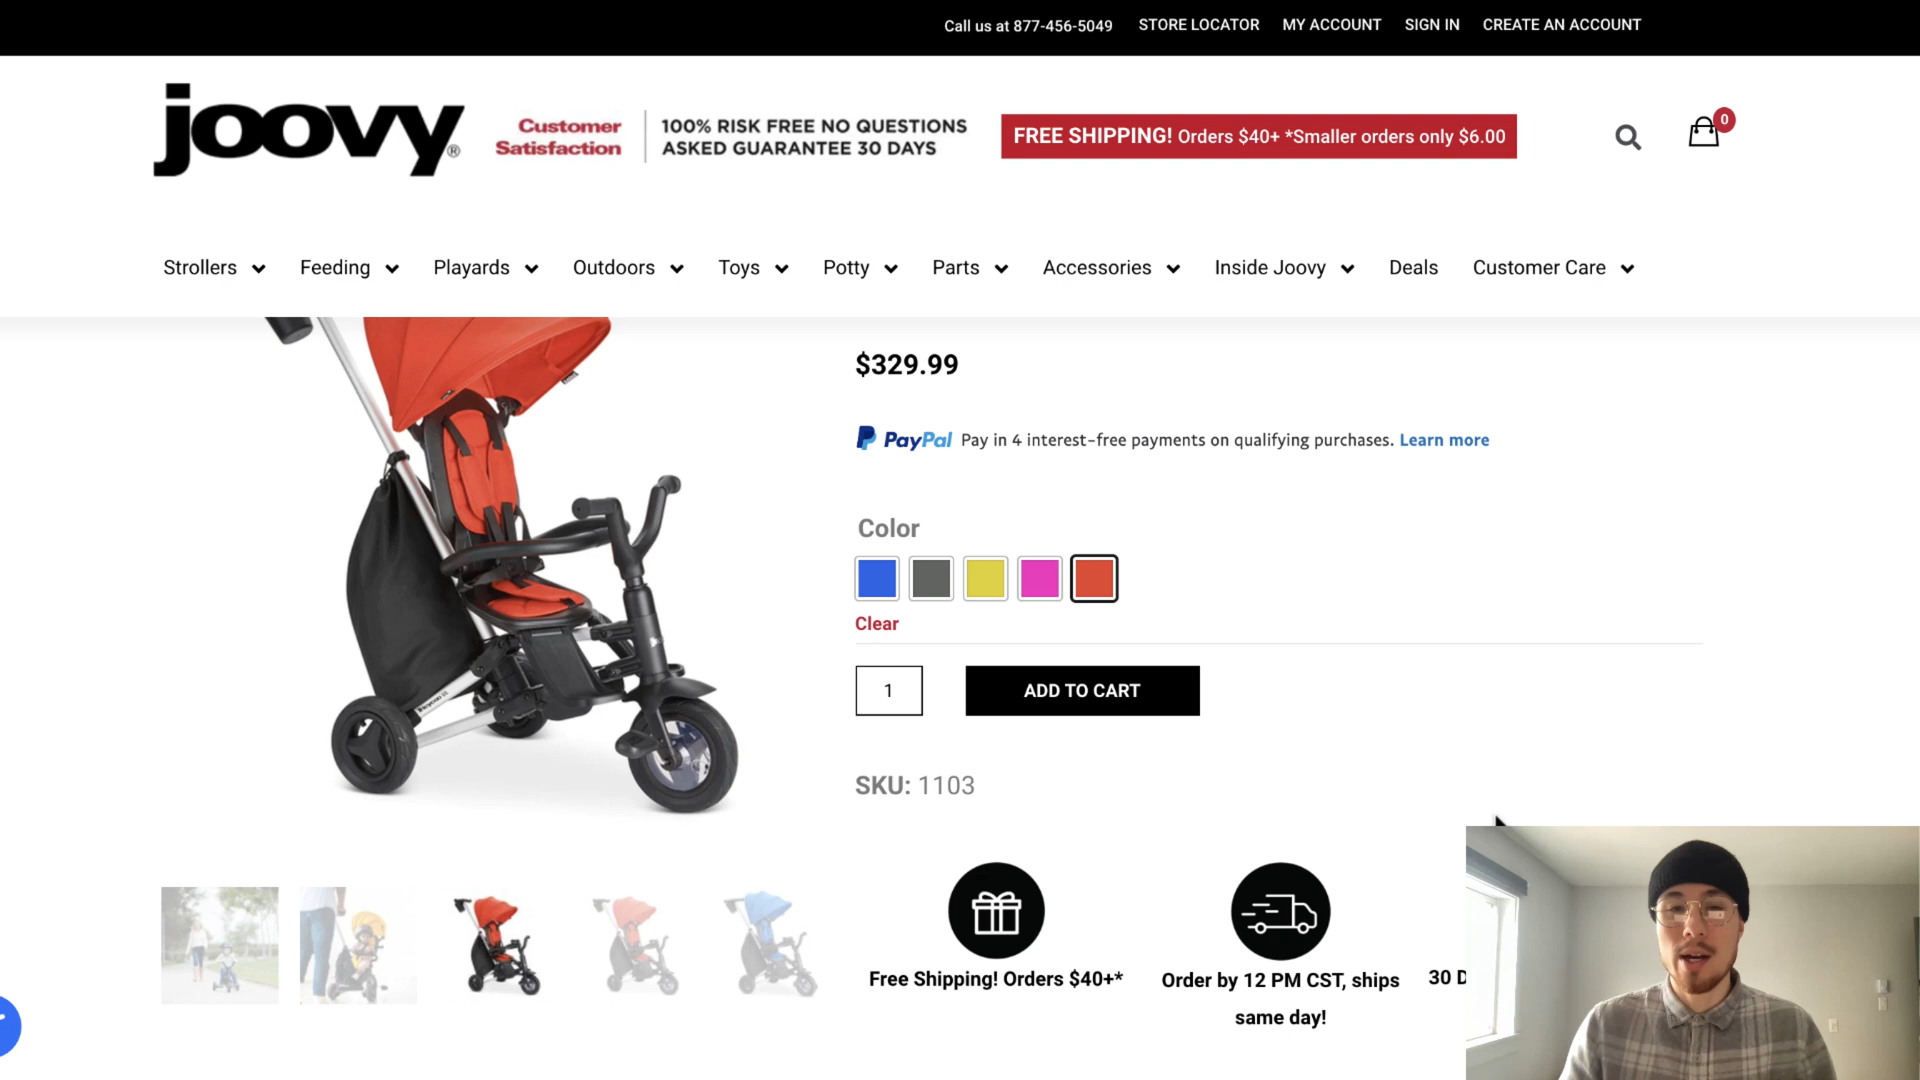 Call us at 877-456-5049 STORE LOCATOR MY ACCOUNT SIGN IN CREATE AN ACCOUNT
joovy®
Customer
Satisfaction
100% RISK FREE NO QUESTIONS
ASKED GUARANTEE 30 DAYS
FREE SHIPPING! Orders $40+ *Smaller orders only $6.00
0
Strollers Feeding Playards Outdoors Toys Potty Parts Accessories Inside Joovy Deals Customer Care
$329.99
PayPal Pay in 4 interest-free payments on qualifying purchases. Learn more
Color
Clear
1 ADD TO CART
SKU: 1103
Free Shipping! Orders $40+*
Order by 12 PM CST, ships
same day!
30 D